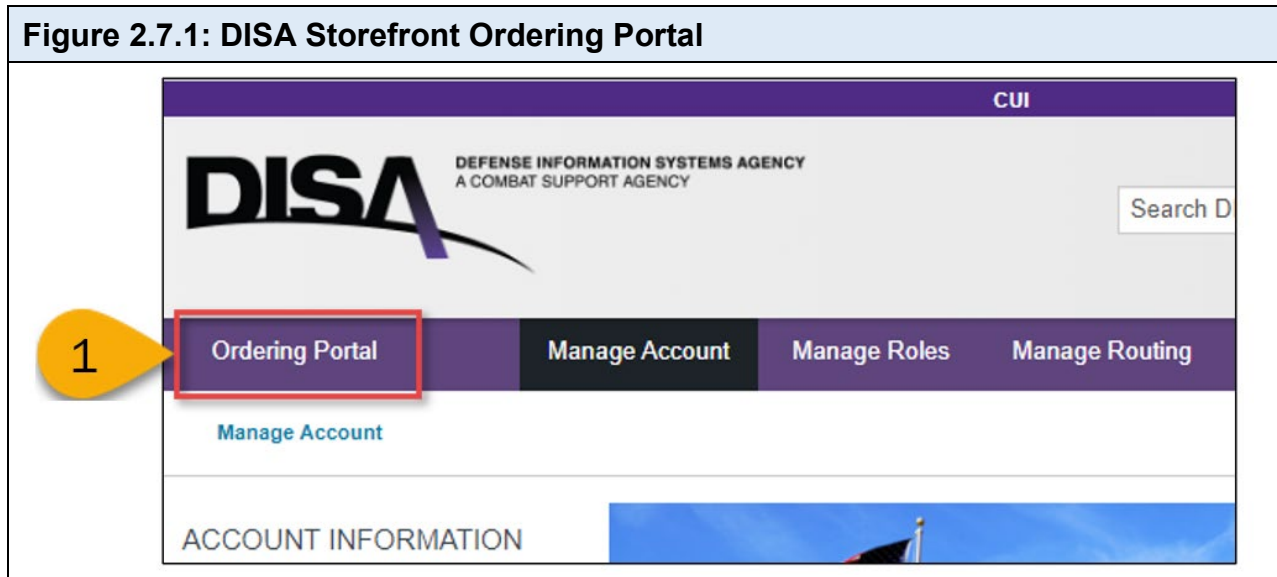 Figure 2.7.1: DISA Storefront Ordering Portal
CUI
DISA
DEFENSE INFORMATION SYSTEMS AGENCY
A COMBAT SUPPORT AGENCY
Search
1
Ordering Portal Manage Account Manage Roles Manage Routing
Manage Account
ACCOUNT INFORMATION